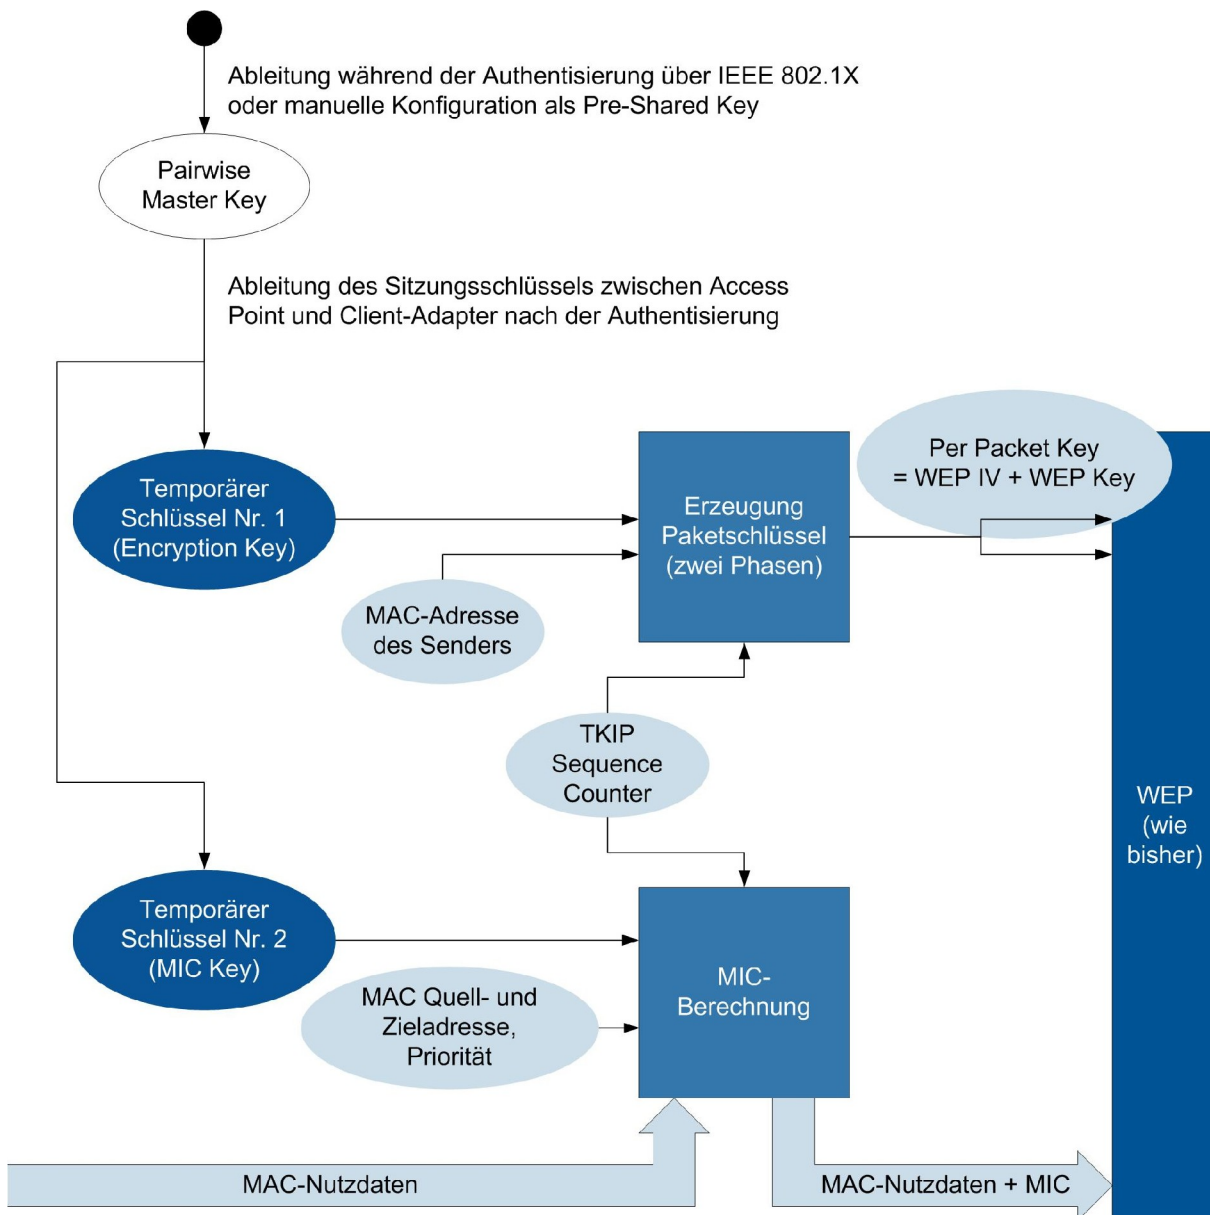 Ableitung während der Authentisierung über IEEE 802.1X
oder manuelle Konfiguration als Pre-Shared Key
Pairwise
Master Key
Ableitung des Sitzungsschlüssels zwischen Access
Point und Client-Adapter nach der Authentisierung
Temporärer
Schlüssel Nr. 1
(Encryption Key)
MAC-Adresse
des Senders
Erzeugung
Paketschlüssel
(zwei Phasen)
Per Packet Key
= WEP IV + WEP Key
TKIP
Sequence
Counter
WEP
(wie
bisher)
Temporärer
Schlüssel Nr. 2
(MIC Key)
MAC Quell- und
Zieladresse,
Priorität
MIC-
Berechnung
MAC-Nutzdaten
MAC-Nutzdaten + MIC